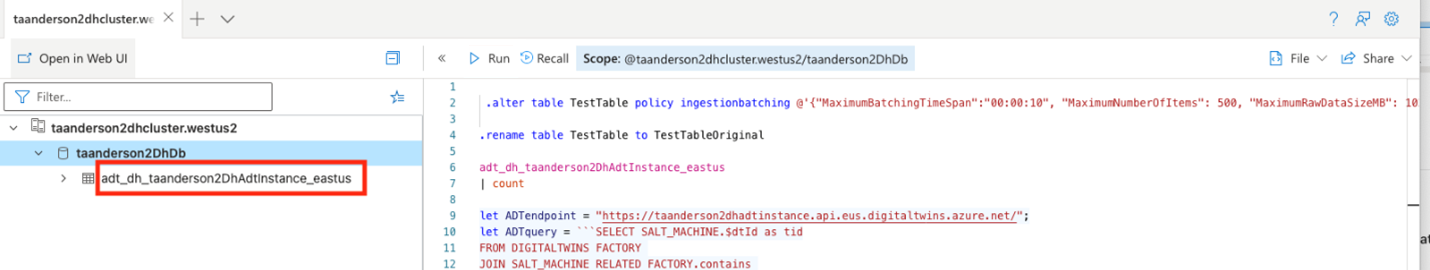 taanderson2dhcluster.we
Open in Web UI
Run
Recall
Scope: @taanderson2dhcluster.westus2/taanderson2DhDb
File
Share
Filter...
taanderson2dhcluster.westus2
taanderson2DhDb
adt_dh_taanderson2DhAdtInstance_eastus
1
2 .alter table TestTable policy ingestionbatching @'{"MaximumBatchingTimeSpan":"00:00:10", "MaximumNumberOfItems": 500, "MaximumRawDataSizeMB": 10
3
4 .rename table TestTable to TestTableOriginal
5
6 adt_dh_taanderson2DhAdtInstance_eastus
7 | count
8
9 let ADTendpoint = "https://taanderson2dhadtinstance.api.eus.digitaltwins.azure.net/";
10 let ADTquery = ```SELECT SALT_MACHINE.$dtId as tid
11 FROM DIGITALTWINS FACTORY
12 JOIN SALT_MACHINE RELATED FACTORY.contains